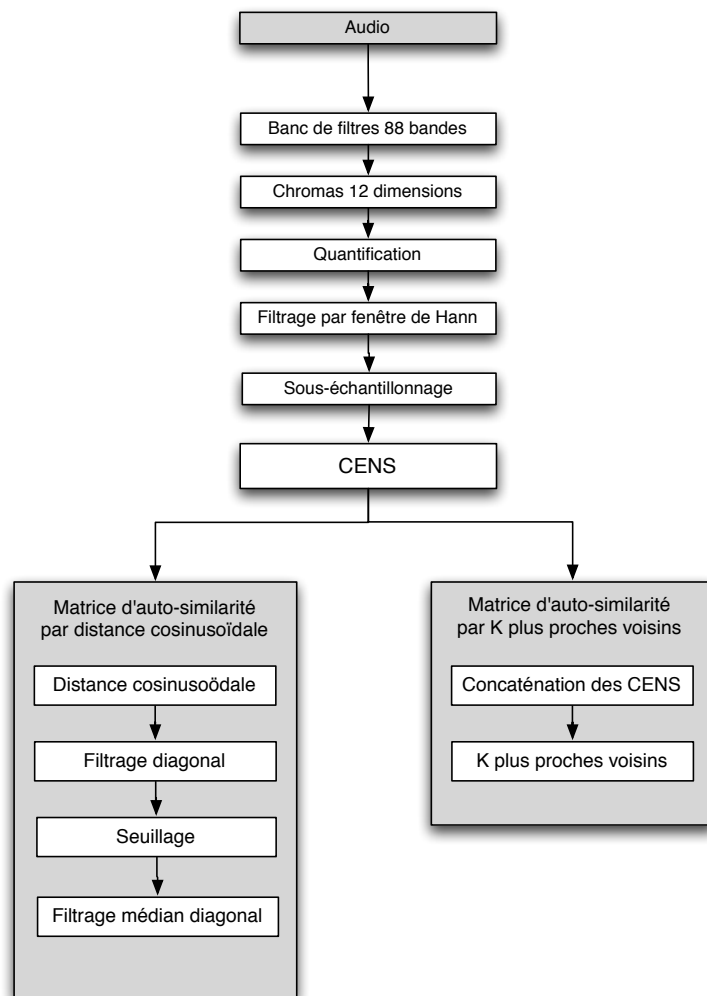 Audio
Banc de filtres 88 bandes
Chromas 12 dimensions
Quantification
Filtrage par fenêtre de Hann
Sous-échantillonnage
CENS
Matrice d'auto-similarité
par distance cosinusoïdale
Distance cosinusoödale
Filtrage diagonal
Seuillage
Filtrage médian diagonal
Matrice d'auto-similarité
par K plus proches voisins
Concaténation des CENS
K plus proches voisins